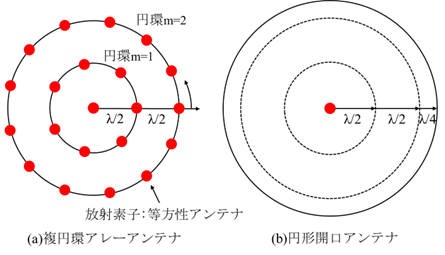 円環m=2
円環m=1
λ/2 λ/2
λ/2 λ/2 λ/4
放射素子：等方性アンテナ
(a)複円環アレーアンテナ
(b)円形開口アンテナ